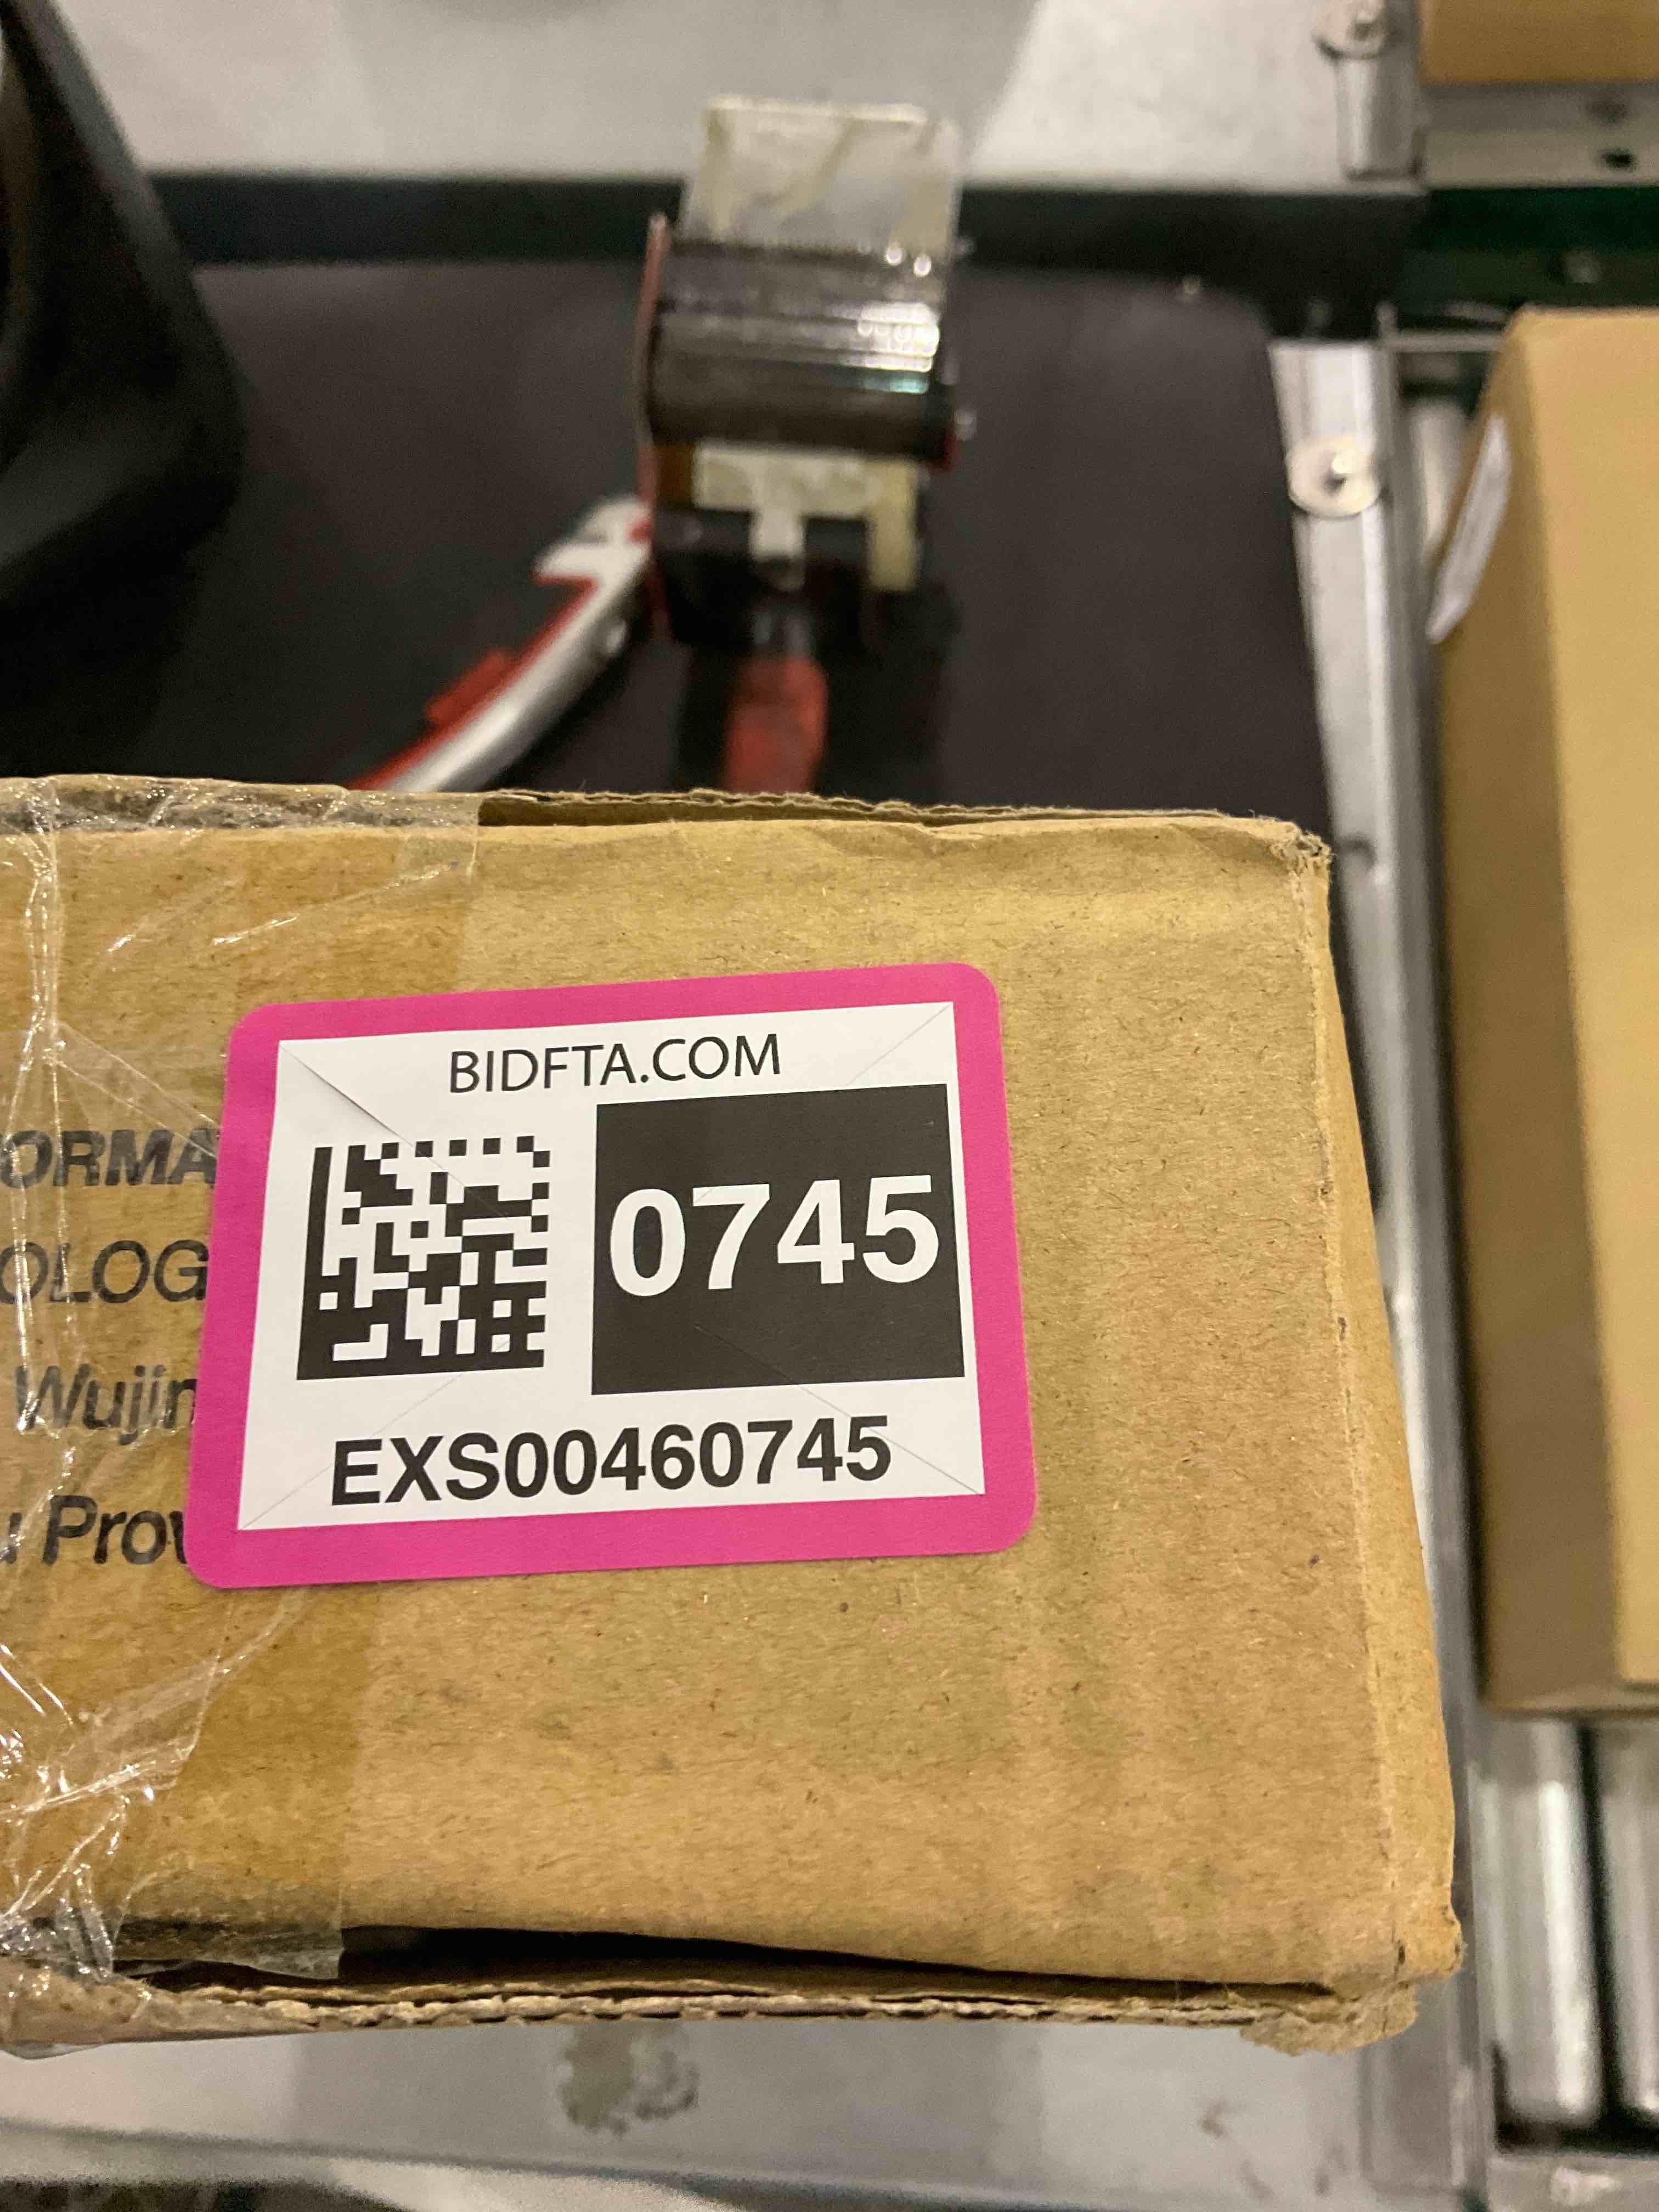 BIDFTA.COM
0745
EXS00460745
ORMA
OLOG
Wujin
Prov